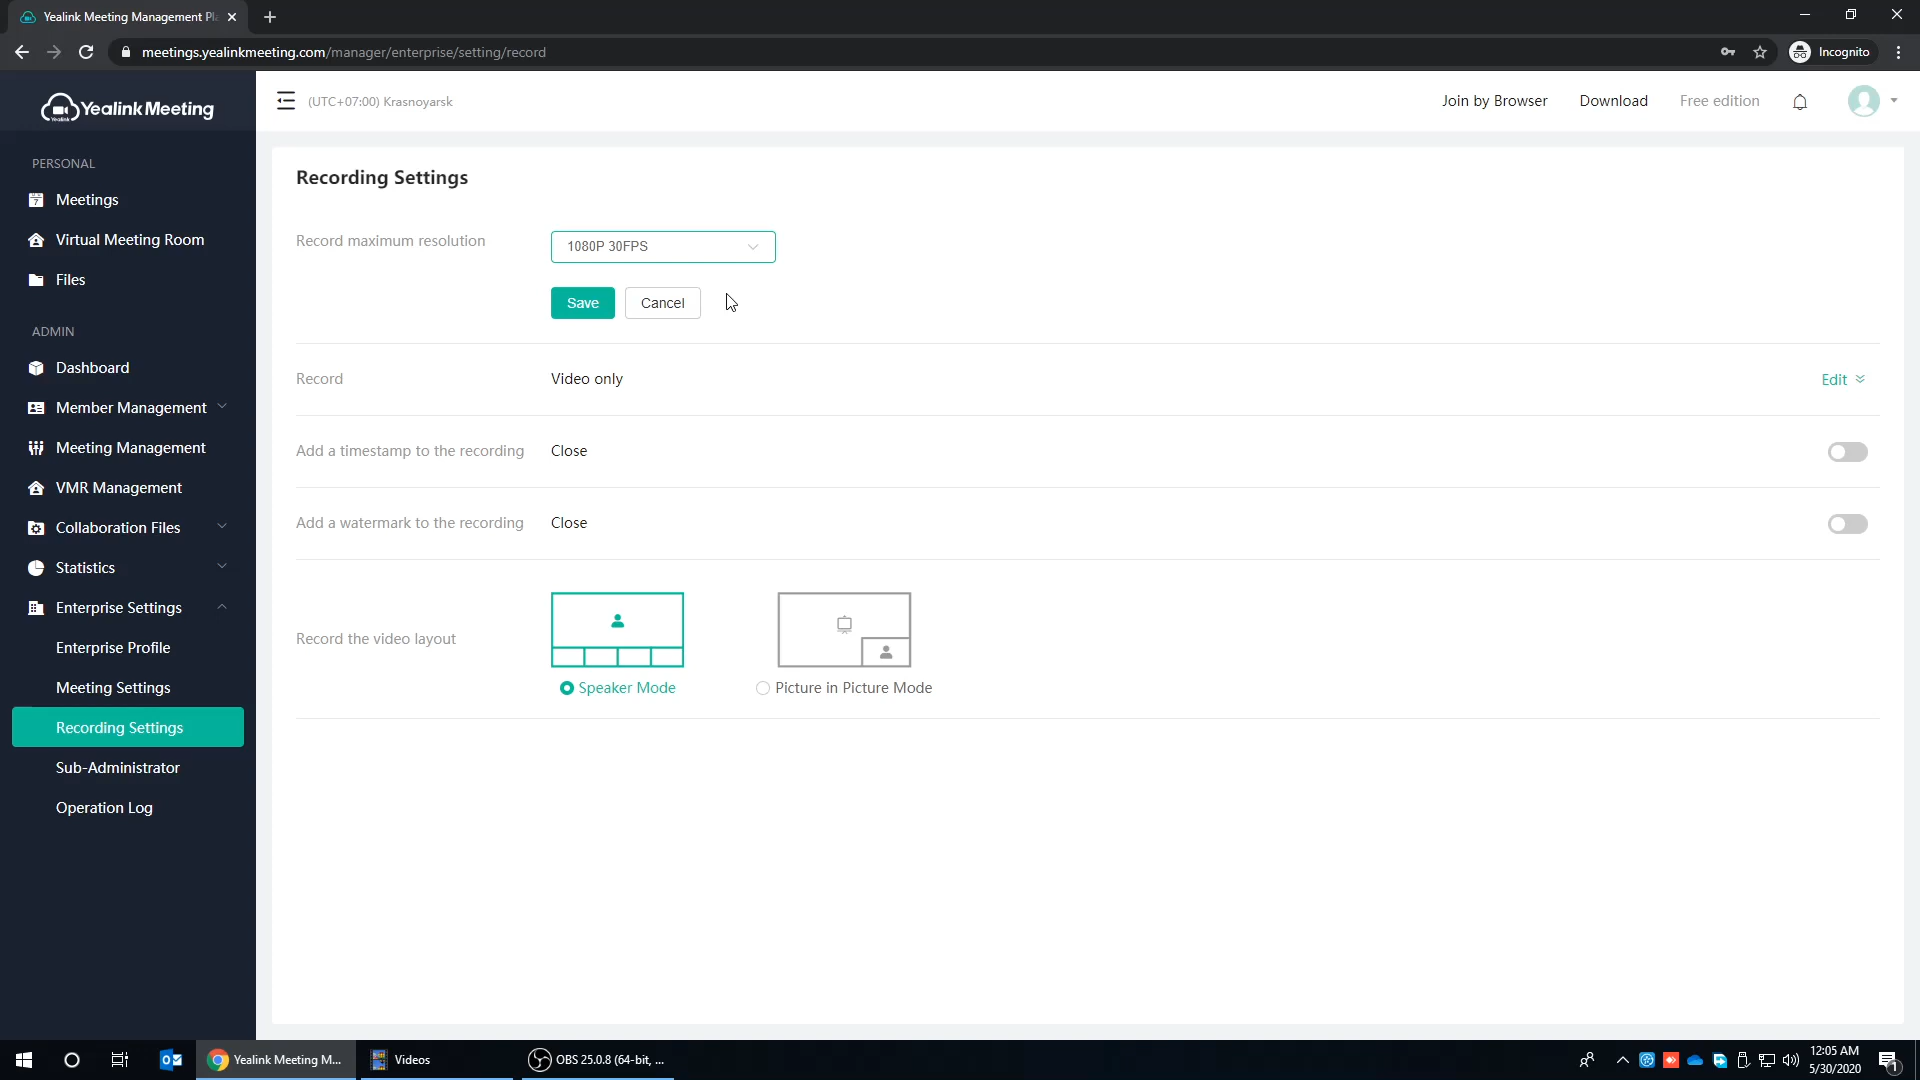 Yealink Meeting Management Pl
meetings.yealinkmeeting.com/manager/enterprise/setting/record
Incognito
Yealink
Yealink Meeting
(UTC+07:00) Krasnoyarsk
Join by Browser
Download
Free edition
PERSONAL
7
Meetings
Virtual Meeting Room
Files
ADMIN
Dashboard
Member Management
Meeting Management
VMR Management
Collaboration Files
Statistics
Enterprise Settings
Enterprise Profile
Meeting Settings
Recording Settings
Sub-Administrator
Operation Log
Recording Settings
Record maximum resolution
1080P 30FPS
Save
Cancel
Record
Video only
Edit
Add a timestamp to the recording
Close
Add a watermark to the recording
Close
Record the video layout
Speaker Mode
Picture in Picture Mode
Yealink Meeting M...
Videos
OBS 25.0.8 (64-bit, ...
12:05 AM
5/30/2020
1